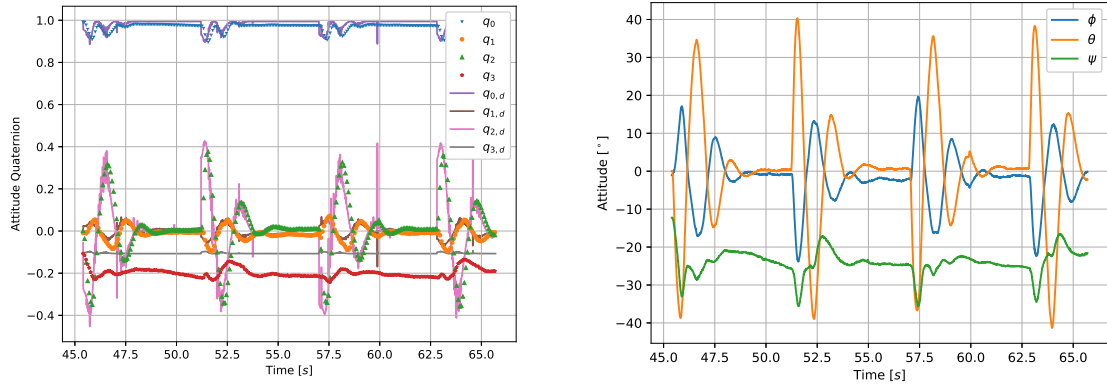 1.0
0.8
0.6
0.4
0.2
0.0
−0.2
−0.4
Attitude Quaternion
45.0 47.5 50.0 52.5 55.0 57.5 60.0 62.5 65.0
Time [s]
q0
q1
q2
q3
q0,d
q1,d
q2,d
q3,d
40
30
20
10
0
−10
−20
−30
−40
Attitude [°]
45.0 47.5 50.0 52.5 55.0 57.5 60.0 62.5 65.0
Time [s]
ϕ
θ
ψ